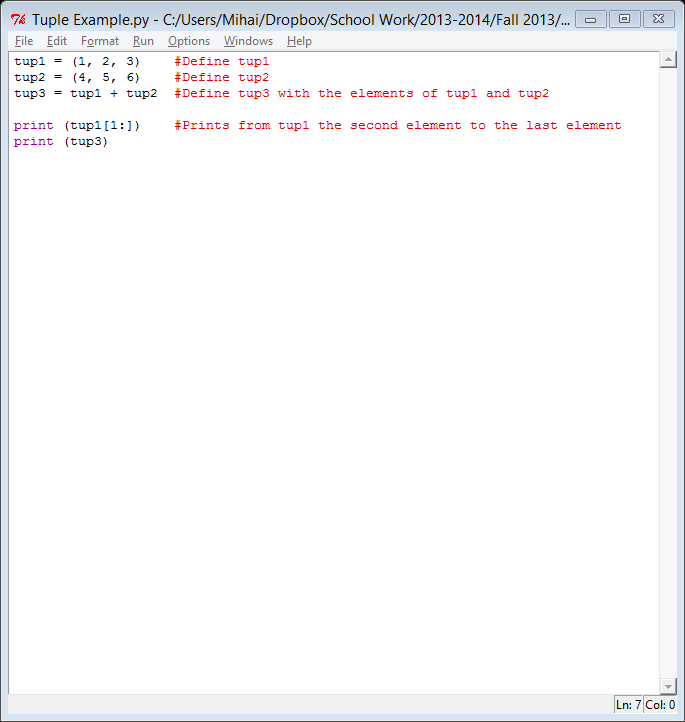 Tuple Example.py - C:/Users/Mihai/Dropbox/School Work/2013-2014/Fall 2013/...
File Edit Format Run Options Windows Help
tup1 = (1, 2, 3)    #Define tup1
tup2 = (4, 5, 6)    #Define tup2
tup3 = tup1 + tup2  #Define tup3 with the elements of tup1 and tup2
print (tup1[1:])    #Prints from tup1 the second element to the last element
print (tup3)
Ln: 7 Col: 0